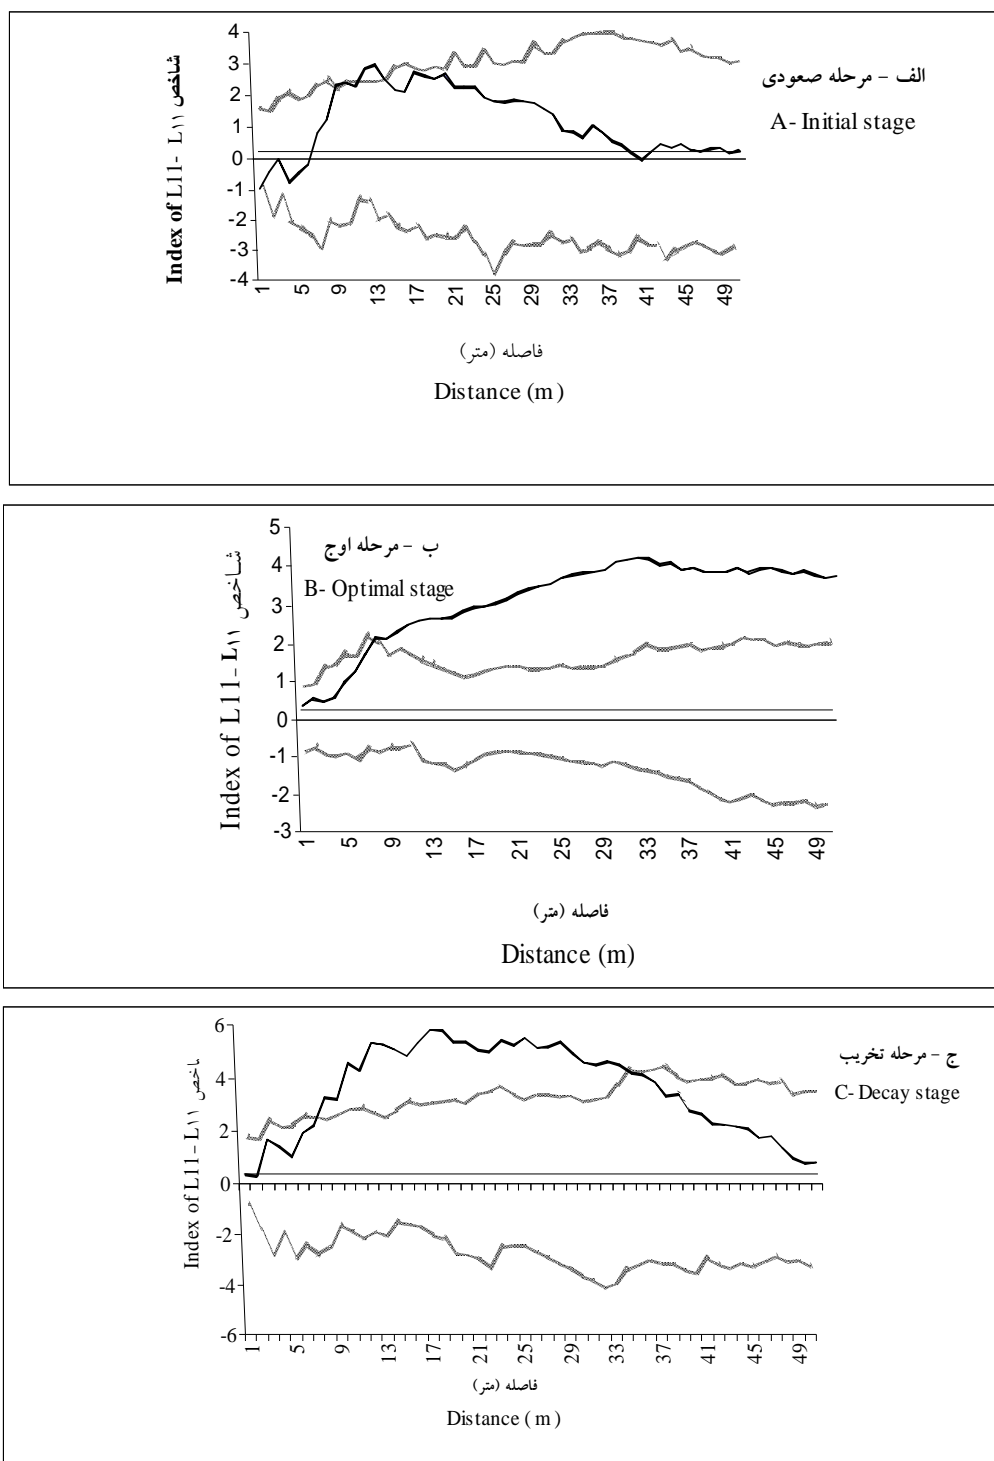 الف - مرحله صعودی
A- Initial stage
Index of L11- L۱۱ شاخص
4
3
2
1
0
-1
-2
-3
-4
1 5 9 13 17 21 25 29 33 37 41 45 49
فاصله (متر)
Distance (m)
ب - مرحله اوج
B- Optimal stage
Index of L11- L۱۱ شاخص
5
4
3
2
1
0
-1
-2
-3
1 5 9 13 17 21 25 29 33 37 41 45 49
فاصله (متر)
Distance (m)
ج - مرحله تخریب
C- Decay stage
Index of L11- L۱۱ ـاخص
6
4
2
0
-2
-4
-6
1 5 9 13 17 21 25 29 33 37 41 45 49
فاصله (متر)
Distance (m)